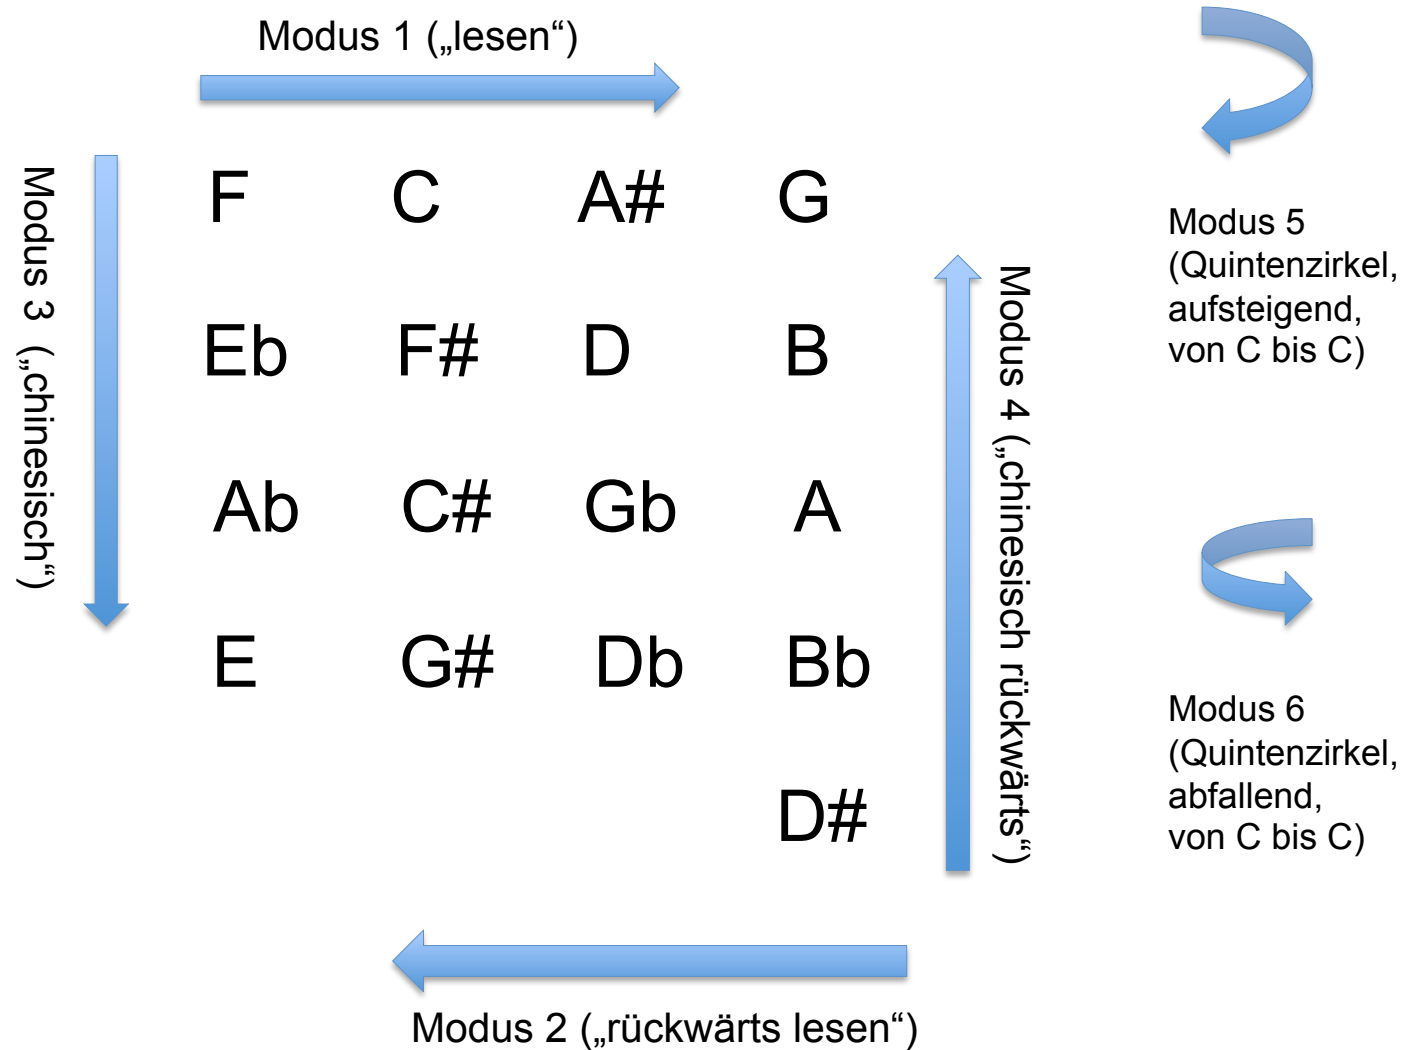 Modus 1 („lesen“)
Modus 3 („chinesisch“)
F C A# G
Eb F# D B
Ab C# Gb A
E G# Db Bb
D#
Modus 4 („chinesisch rückwärts“)
Modus 2 („rückwärts lesen“)
Modus 5
(Quintenzirkel,
aufsteigend,
von C bis C)
Modus 6
(Quintenzirkel,
abfallend,
von C bis C)